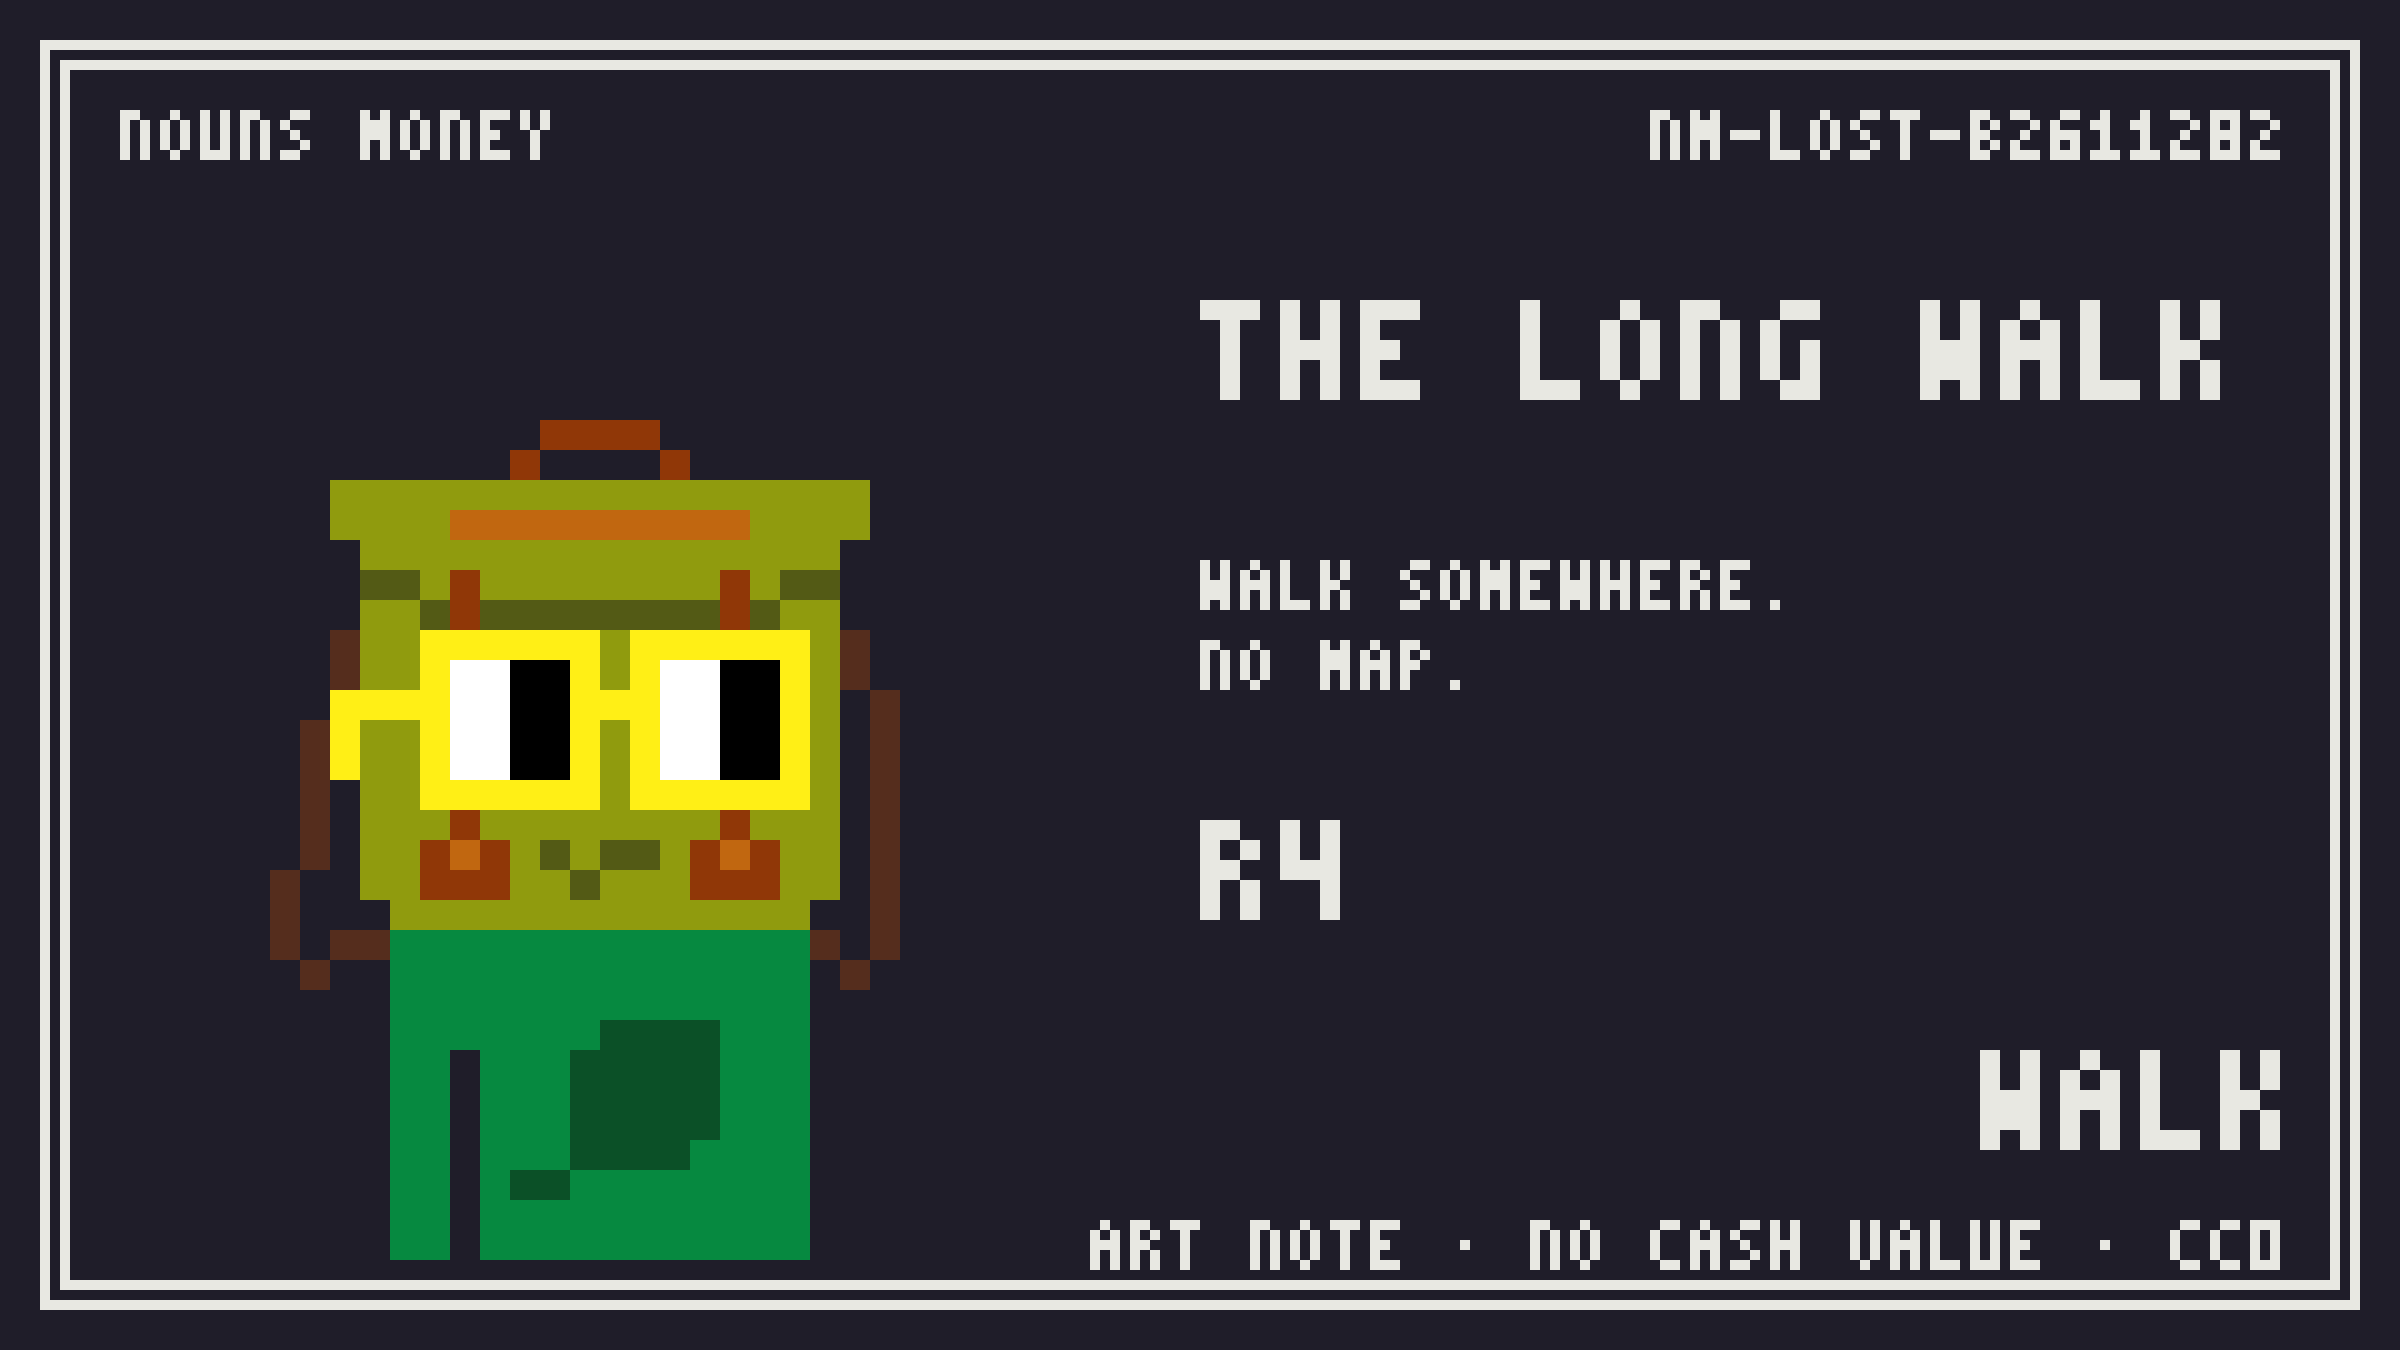 NOUNS MONEY
NM-LOST-B2611282
THE LONG WALK
WALK SOMEWHERE.
NO MAP.
R4
WALK
ART NOTE · NO CASH VALUE · CC0